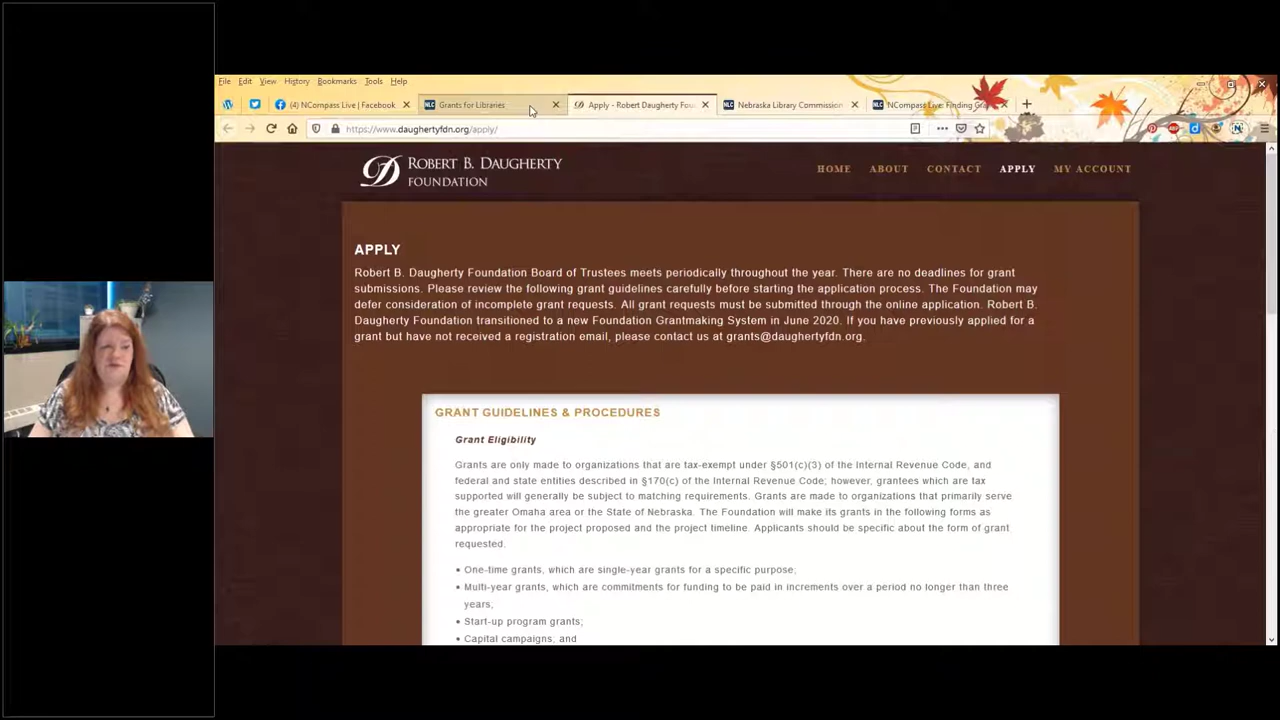 File Edit View History Bookmarks Tools Help
(4) NCompass Live | Facebook
Grants for Libraries
Apply - Robert Daugherty Fou
Nebraska Library Commission
NCompass Live: Finding Gra
https://www.daughertyfdn.org/apply/
ROBERT B. DAUGHERTY
FOUNDATION
HOME ABOUT CONTACT APPLY MY ACCOUNT
APPLY
Robert B. Daugherty Foundation Board of Trustees meets periodically throughout the year. There are no deadlines for grant
submissions. Please review the following grant guidelines carefully before starting the application process. The Foundation may
defer consideration of incomplete grant requests. All grant requests must be submitted through the online application. Robert B.
Daugherty Foundation transitioned to a new Foundation Grantmaking System in June 2020. If you have previously applied for a
grant but have not received a registration email, please contact us at grants@daughertyfdn.org.
GRANT GUIDELINES & PROCEDURES
Grant Eligibility
Grants are only made to organizations that are tax-exempt under §501(c)(3) of the Internal Revenue Code, and
federal and state entities described in §170(c) of the Internal Revenue Code; however, grantees which are tax
supported will generally be subject to matching requirements. Grants are made to organizations that primarily serve
the greater Omaha area or the State of Nebraska. The Foundation will make its grants in the following forms as
appropriate for the project proposed and the project timeline. Applicants should be specific about the form of grant
requested.
• One-time grants, which are single-year grants for a specific purpose;
• Multi-year grants, which are commitments for funding to be paid in increments over a period no longer than three
years;
• Start-up program grants;
• Capital campaigns; and